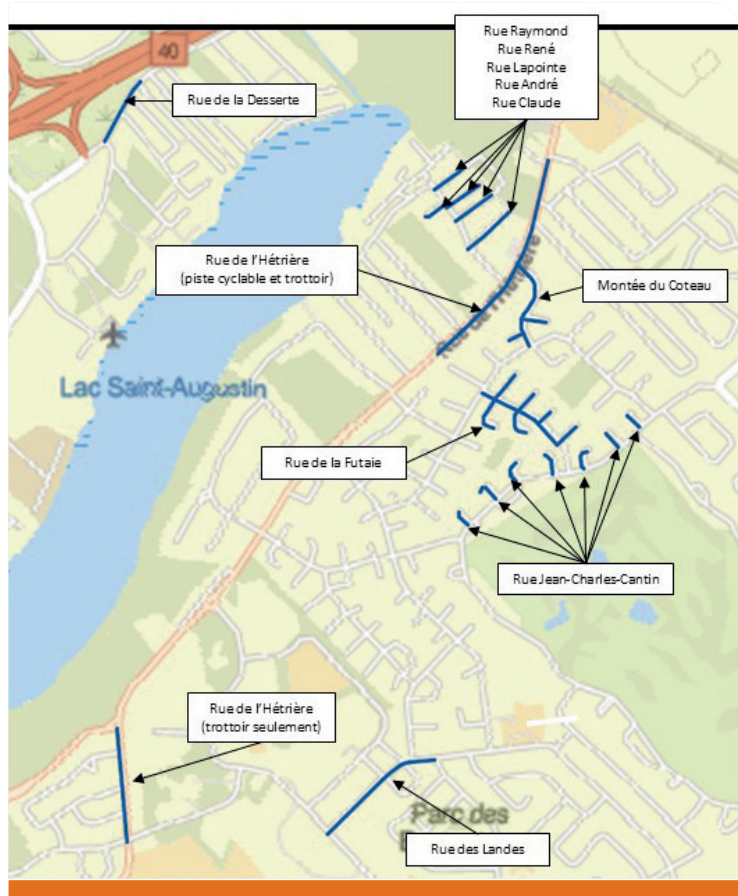 Rue Raymond
Rue René
Rue Lapointe
Rue André
Rue Claude
40
Rue de la Desserte
Rue de l'Hétrière
(piste cyclable et trottoir)
Montée du Coteau
Lac Saint-Augustin
Rue de la Futaie
Rue Jean-Charles-Cantin
Rue de l'Hétrière
(trottoir seulement)
Parc des
Rue des Landes